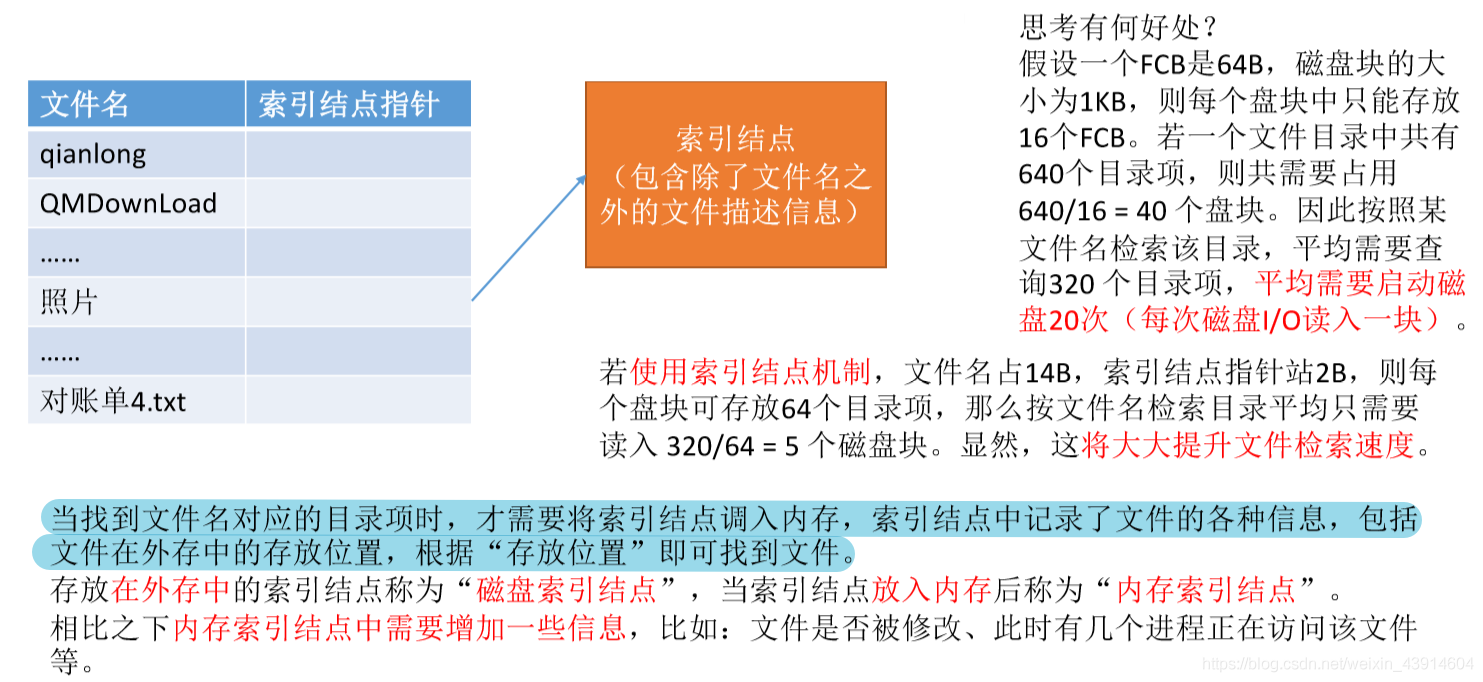 思考有何好处？
假设一个FCB是64B，磁盘块的大
小为1KB，则每个盘块中只能存放
16个FCB。若一个文件目录中共有
640个目录项，则共需要占用
640/16 = 40 个盘块。因此按照某
文件名检索该目录，平均需要查
询320 个目录项，平均需要启动磁
盘20次（每次磁盘I/O读入一块）。
文件名 索引结点指针
qianlong
QMDownLoad
……
照片
……
对账单4.txt
索引结点
（包含除了文件名之
外的文件描述信息）
若使用索引结点机制，文件名占14B，索引结点指针站2B，则每
个盘块可存放64个目录项，那么按文件名检索目录平均只需要
读入 320/64 = 5 个磁盘块。显然，这将大大提升文件检索速度。
当找到文件名对应的目录项时，才需要将索引结点调入内存，索引结点中记录了文件的各种信息，包括
文件在外存中的存放位置，根据“存放位置”即可找到文件。
存放在外存中的索引结点称为“磁盘索引结点”，当索引结点放入内存后称为“内存索引结点”。
相比之下内存索引结点中需要增加一些信息，比如：文件是否被修改、此时有几个进程正在访问该文件
等。
https://blog.csdn.net/weixin_43914604